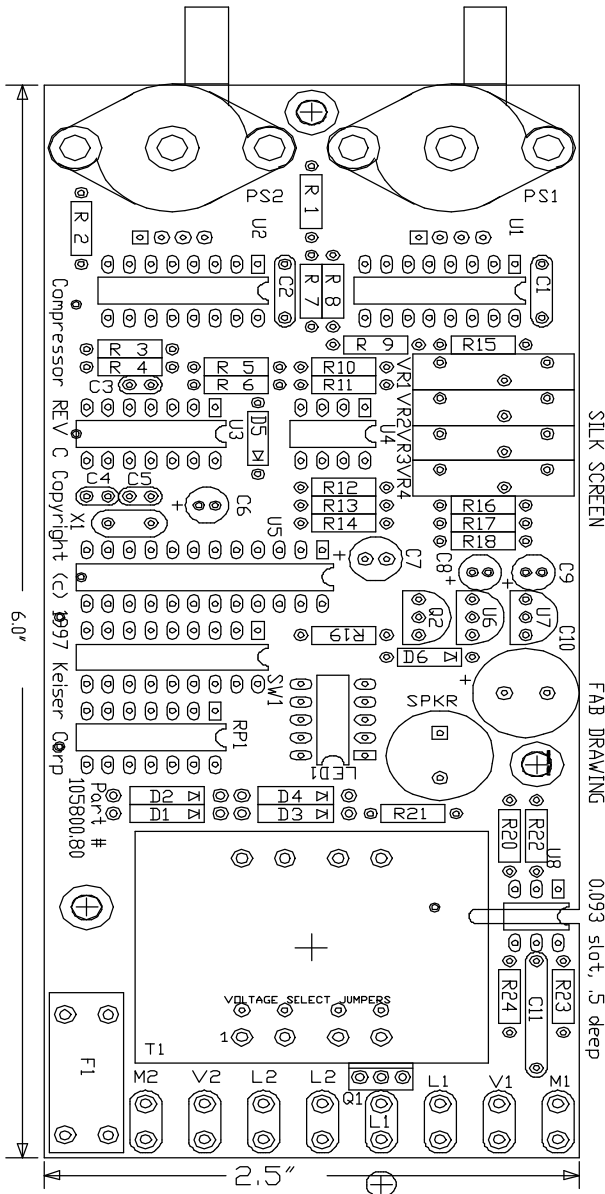 PS2
PS1
R 1
R 2
U2
U1
C2
C1
R 7
R 8
R 9
R15
R 3
R 4
C3
R 5
R 6
R10
R11
VR1
VR2
VR3
VR4
U3
D5
U4
C4
C5
X1
C6
U5
R12
R13
R14
R16
R17
R18
C7
C8
C9
Q2
U6
U7
C10
R19
D6
SW1
SPKR
RP1
LED1
D2
D1
D4
D3
R21
R20
R22
U8
VOLTAGE SELECT JUMPERS
1
T1
R24
C11
R23
F1
M2
V2
L2
L2
Q1
L1
L1
V1
M1
Compressor REV C Copyright (c) 1997 Keiser Corp
Part #
105800.80
6.0"
2.5"
SILK SCREEN
FAB DRAWING
0.093 slot, .5 deep